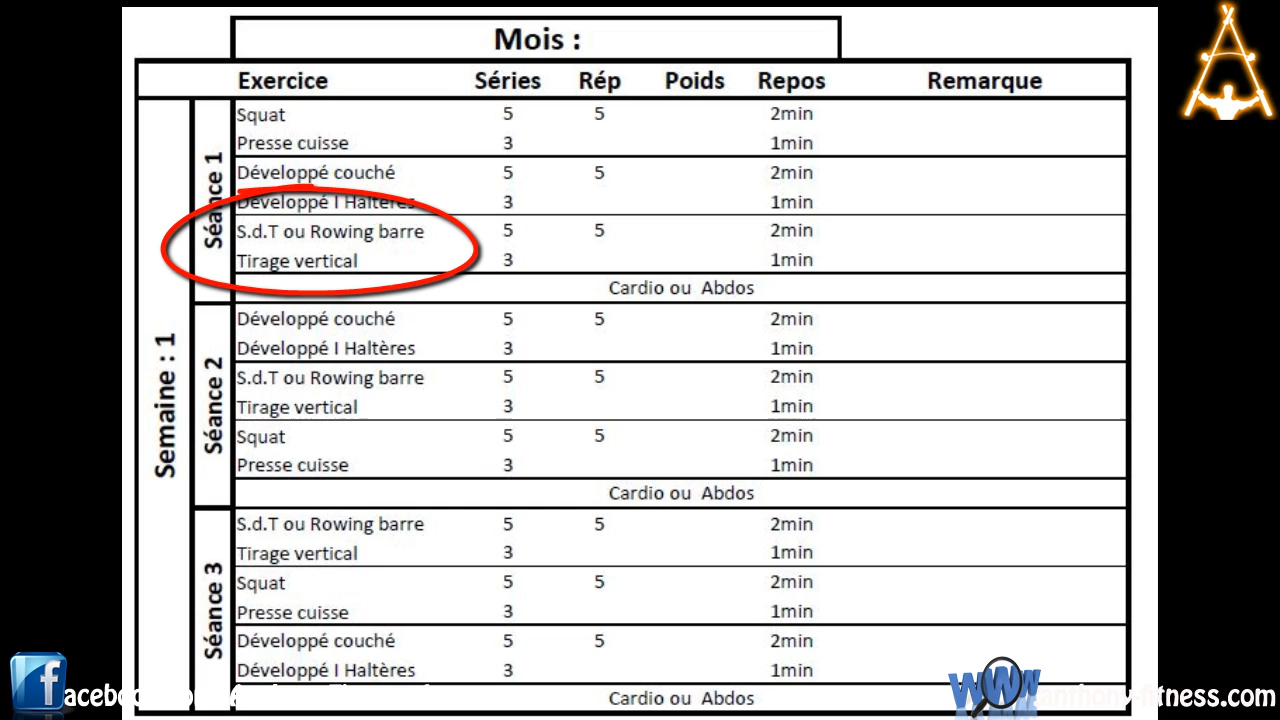 Mois :
Exercice Séries Rép Poids Repos Remarque
Semaine : 1
Séance 1
Squat 5 5 2min
Presse cuisse 3 1min
Développé couché 5 5 2min
Développé I Haltères 3 1min
S.d.T ou Rowing barre 5 5 2min
Tirage vertical 3 1min
Cardio ou Abdos
Séance 2
Développé couché 5 5 2min
Développé I Haltères 3 1min
S.d.T ou Rowing barre 5 5 2min
Tirage vertical 3 1min
Squat 5 5 2min
Presse cuisse 3 1min
Cardio ou Abdos
Séance 3
S.d.T ou Rowing barre 5 5 2min
Tirage vertical 3 1min
Squat 5 5 2min
Presse cuisse 3 1min
Développé couché 5 5 2min
Développé I Haltères 3 1min
Cardio ou Abdos
f
www
anthony-fitness.com